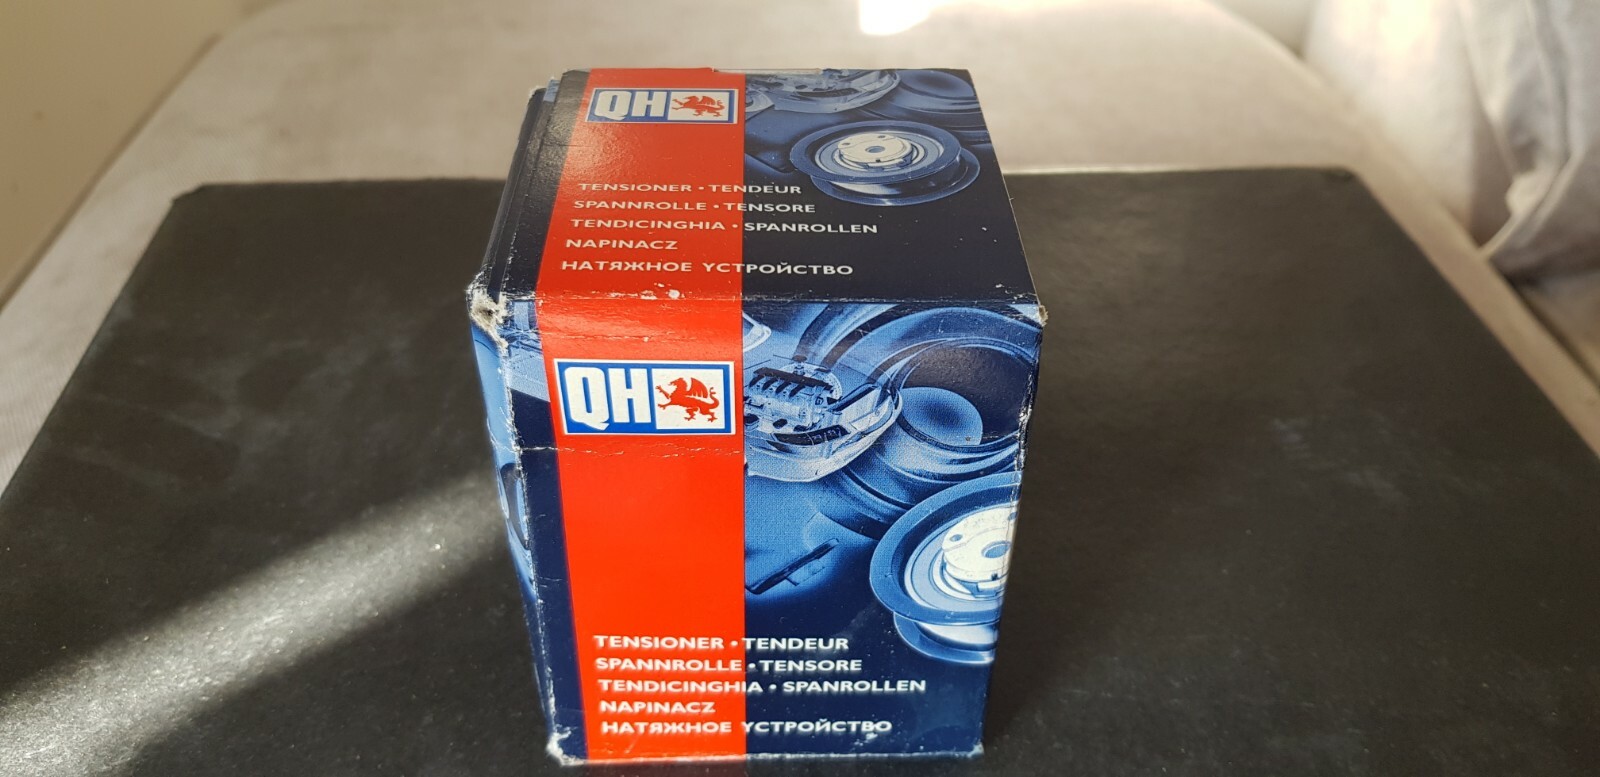 QH
TENSIONER • TENDEUR
SPANNROLLE • TENSORE
TENDICINGHIA • SPANROLLEN
NAPINACZ
НАТЯЖНОЕ УСТРОЙСТВО
QH
TENSIONER • TENDEUR
SPANNROLLE • TENSORE
TENDICINGHIA • SPANROLLEN
NAPINACZ
НАТЯЖНОЕ УСТРОЙСТВО